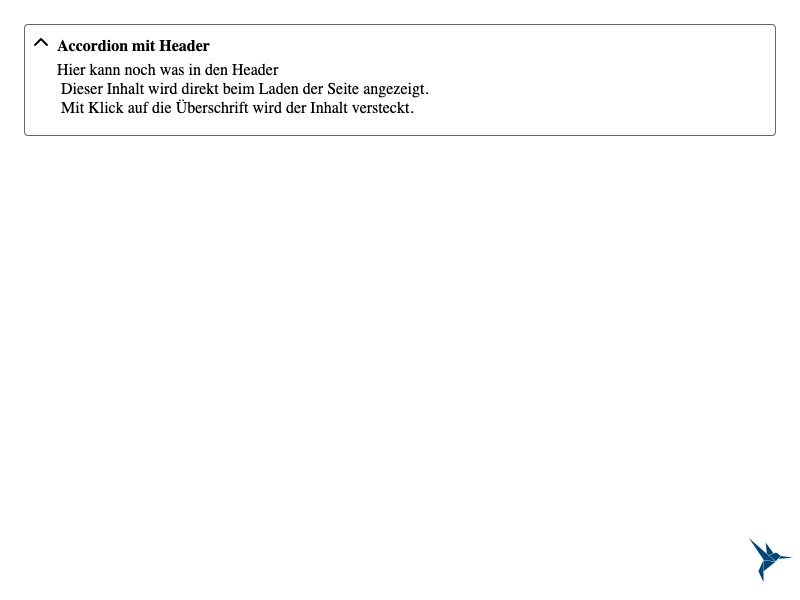 Accordion mit Header
Hier kann noch was in den Header
Dieser Inhalt wird direkt beim Laden der Seite angezeigt.
Mit Klick auf die Überschrift wird der Inhalt versteckt.